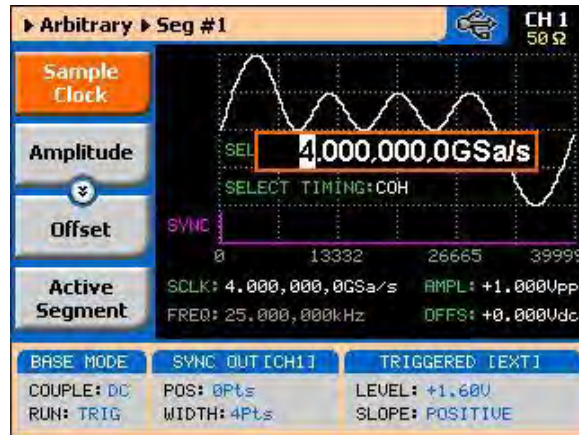 Arbitrary Seg #1
CH 1
50 Ω
Sample
Clock
Amplitude
Offset
Active
Segment
SEL
4.000,000,0GSa/s
SELECT TIMING:COH
SYNC
0 13332 26665 39999
SCLK: 4.000,000,0GSa/s AMPL: +1.000Vpp
FREQ: 25.000,000kHz OFFS: +0.000Vdc
BASE MODE
COUPLE: DC
RUN: TRIG
SYNC OUT[CH1]
POS: 0Pts
WIDTH: 4Pts
TRIGGERED [EXT]
LEVEL: +1.60V
SLOPE: POSITIVE